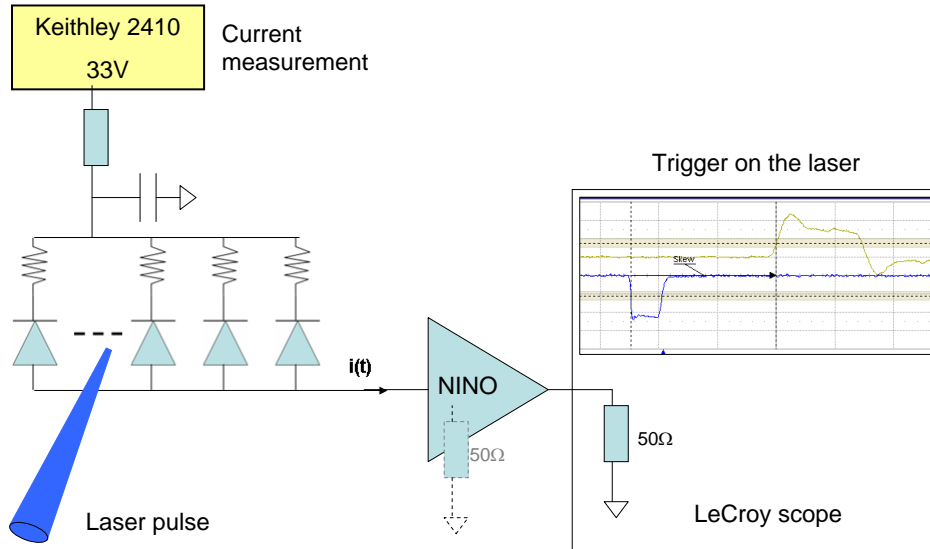 Keithley 2410
33V
Current
measurement
Trigger on the laser
Skew
i(t)
NINO
50Ω
50Ω
Laser pulse
LeCroy scope